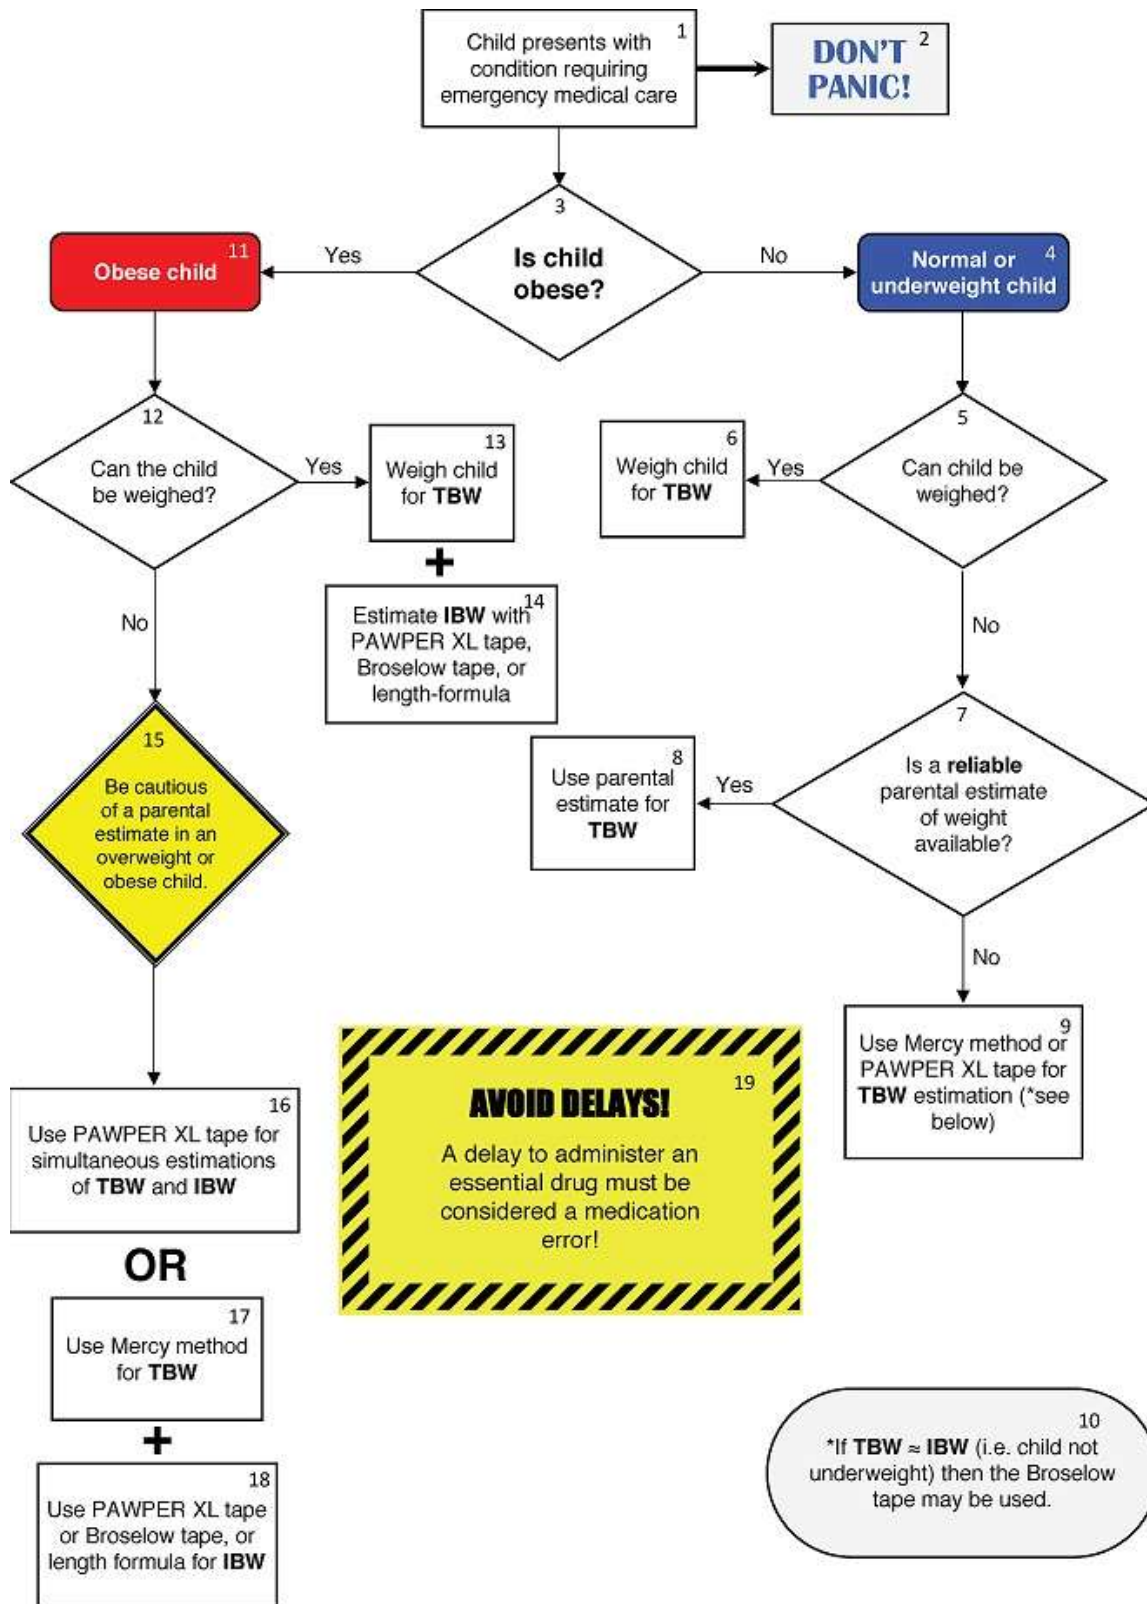 1
Child presents with
condition requiring
emergency medical care
2
DON'T
PANIC!
3
Is child
obese?
Yes
No
11
Obese child
4
Normal or
underweight child
12
Can the child
be weighed?
Yes
13
Weigh child
for TBW
+
14
Estimate IBW with
PAWPER XL tape,
Broselow tape, or
length-formula
No
15
Be cautious
of a parental
estimate in an
overweight or
obese child.
16
Use PAWPER XL tape for
simultaneous estimations
of TBW and IBW
OR
17
Use Mercy method
for TBW
+
18
Use PAWPER XL tape
or Broselow tape, or
length formula for IBW
5
Can child be
weighed?
Yes
6
Weigh child
for TBW
No
7
Is a reliable
parental estimate
of weight
available?
Yes
8
Use parental
estimate for
TBW
No
9
Use Mercy method or
PAWPER XL tape for
TBW estimation (*see
below)
19
AVOID DELAYS!
A delay to administer an
essential drug must be
considered a medication
error!
10
*If TBW ≈ IBW (i.e. child not
underweight) then the Broselow
tape may be used.